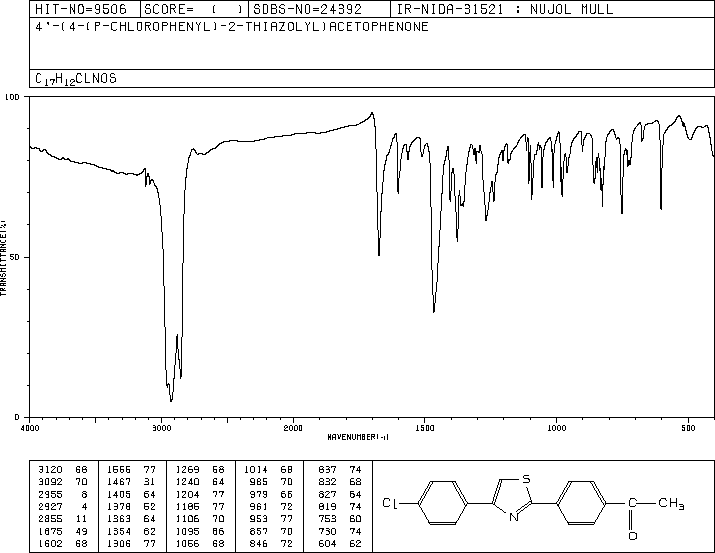 HIT-NO=9506 SCORE= ( ) SDBS-NO=24392 IR-NIDA-31521 : NUJOL MULL
4'-(4-(P-CHLOROPHENYL)-2-THIAZOLYL)ACETOPHENONE
C17H12CLNOS
100
50
0
TRANSMITTANCE(%)
4000 3000 2000 1500 1000 500
WAVENUMBER(-1)
3120 68 1566 77 1269 58 1014 68 837 74
3092 70 1467 31 1240 64 985 70 832 68
2955 8 1405 64 1204 77 979 66 827 64
2927 4 1378 52 1186 77 961 72 819 74
2855 11 1363 64 1106 70 953 77 753 60
1675 49 1354 62 1095 66 857 70 730 74
1602 68 1306 77 1056 68 846 72 604 62
S
Cl
N
C
CH3
O